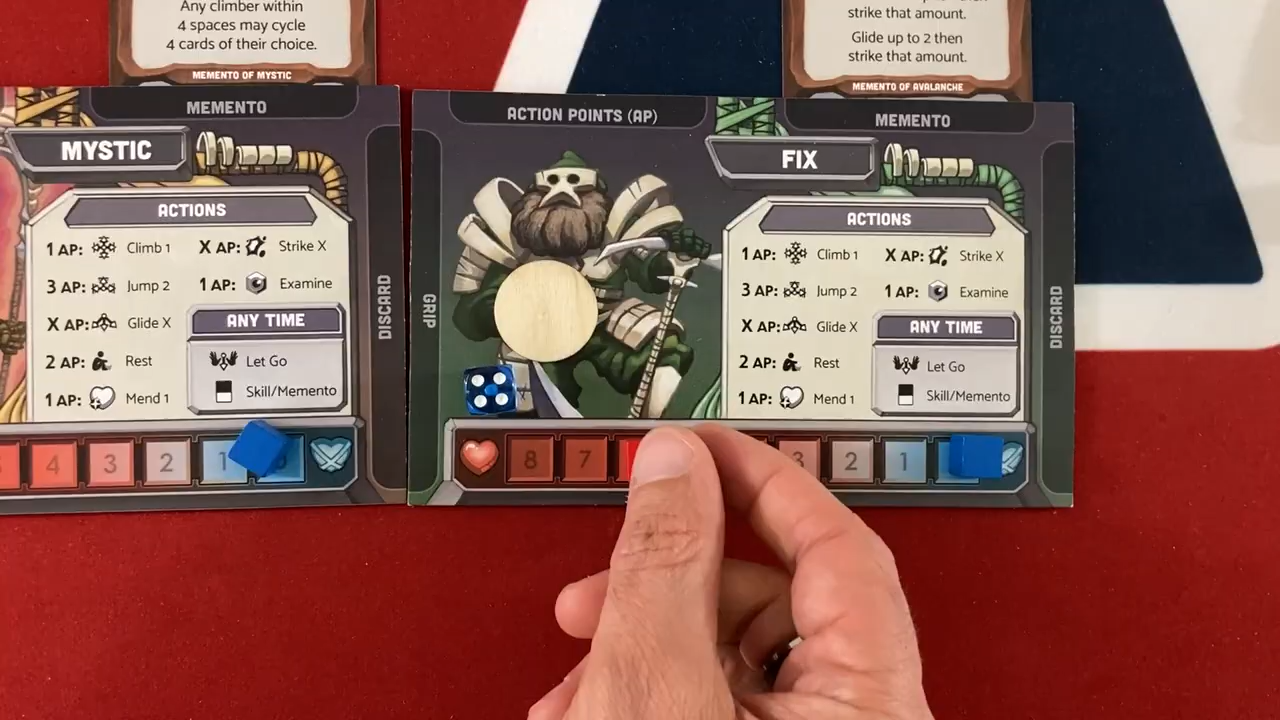 Any climber within
4 spaces may cycle
4 cards of their choice.
MEMENTO OF MYSTIC
strike that amount.
Glide up to 2 then
strike that amount.
MEMENTO OF AVALANCHE
MEMENTO
MYSTIC
ACTIONS
1 AP: Climb 1
X AP: Strike X
3 AP: Jump 2
1 AP: Examine
X AP: Glide X
ANY TIME
2 AP: Rest
Let Go
1 AP: Mend 1
Skill/Memento
DISCARD
4 3 2 1
ACTION POINTS (AP)
MEMENTO
GRIP
FIX
ACTIONS
1 AP: Climb 1
X AP: Strike X
3 AP: Jump 2
1 AP: Examine
X AP: Glide X
ANY TIME
2 AP: Rest
Let Go
1 AP: Mend 1
Skill/Memento
DISCARD
8 7 3 2 1